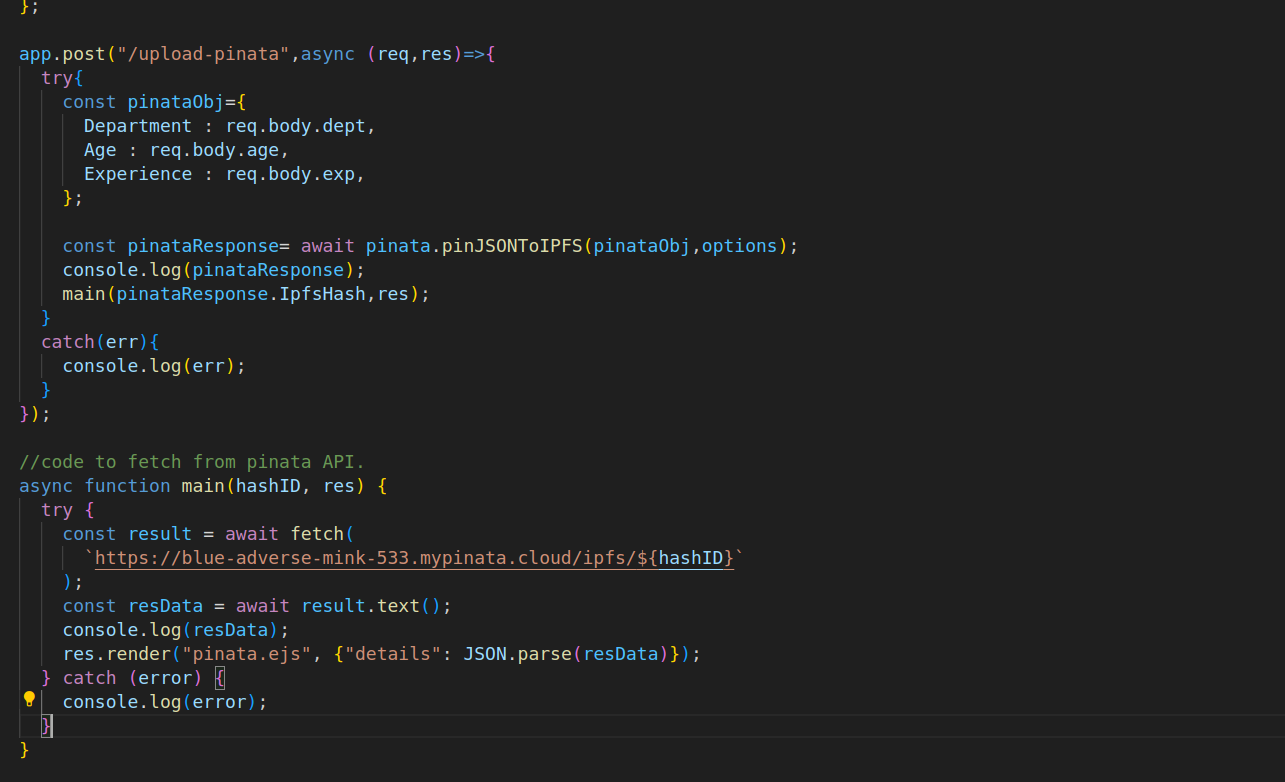 };
app.post("/upload-pinata",async (req,res)=>{
try{
const pinataObj={
Department : req.body.dept,
Age : req.body.age,
Experience : req.body.exp,
};
const pinataResponse= await pinata.pinJSONToIPFS(pinataObj,options);
console.log(pinataResponse);
main(pinataResponse.IpfsHash,res);
}
catch(err){
console.log(err);
}
});
//code to fetch from pinata API.
async function main(hashID, res) {
try {
const result = await fetch(
`https://blue-adverse-mink-533.mypinata.cloud/ipfs/${hashID}`
);
const resData = await result.text();
console.log(resData);
res.render("pinata.ejs", {"details": JSON.parse(resData)});
} catch (error) {
console.log(error);
}
}